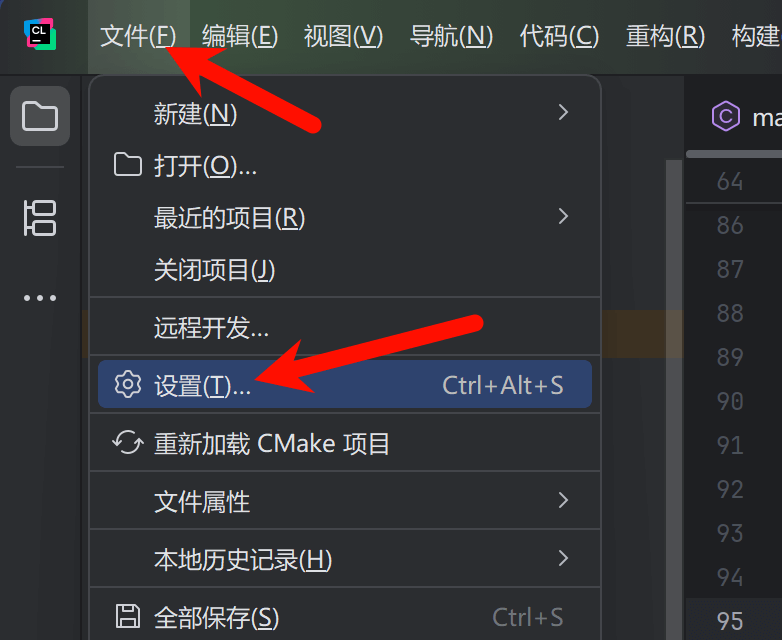 CL
文件(F) 编辑(E) 视图(V) 导航(N) 代码(C) 重构(R) 构建
新建(N)
打开(O)...
最近的项目(R)
关闭项目(J)
远程开发...
设置(T)... Ctrl+Alt+S
重新加载 CMake 项目
文件属性
本地历史记录(H)
全部保存(S) Ctrl+S
C ma
64
86
87
88
89
90
91
92
93
94
95